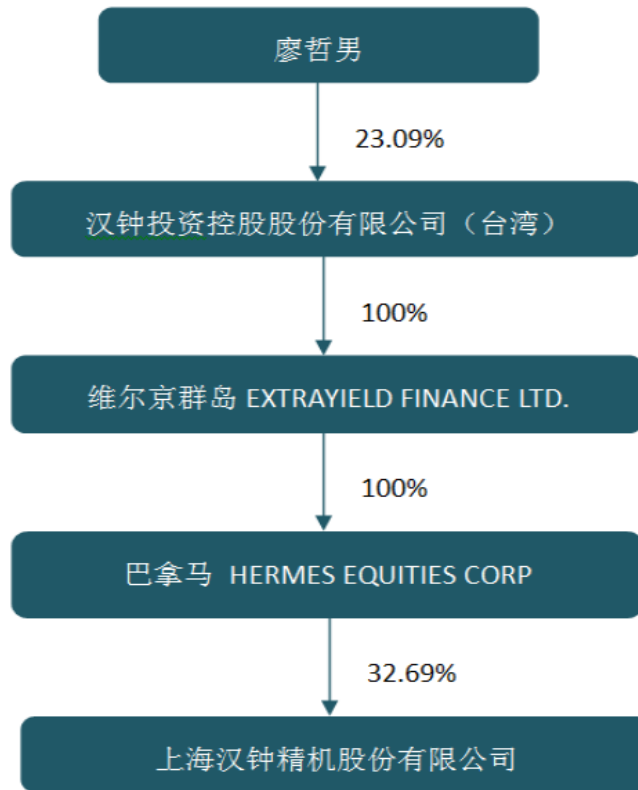 廖哲男
23.09%
汉钟投资控股股份有限公司（台湾）
100%
维尔京群岛 EXTRAYIELD FINANCE LTD.
100%
巴拿马 HERMES EQUITIES CORP
32.69%
上海汉钟精机股份有限公司